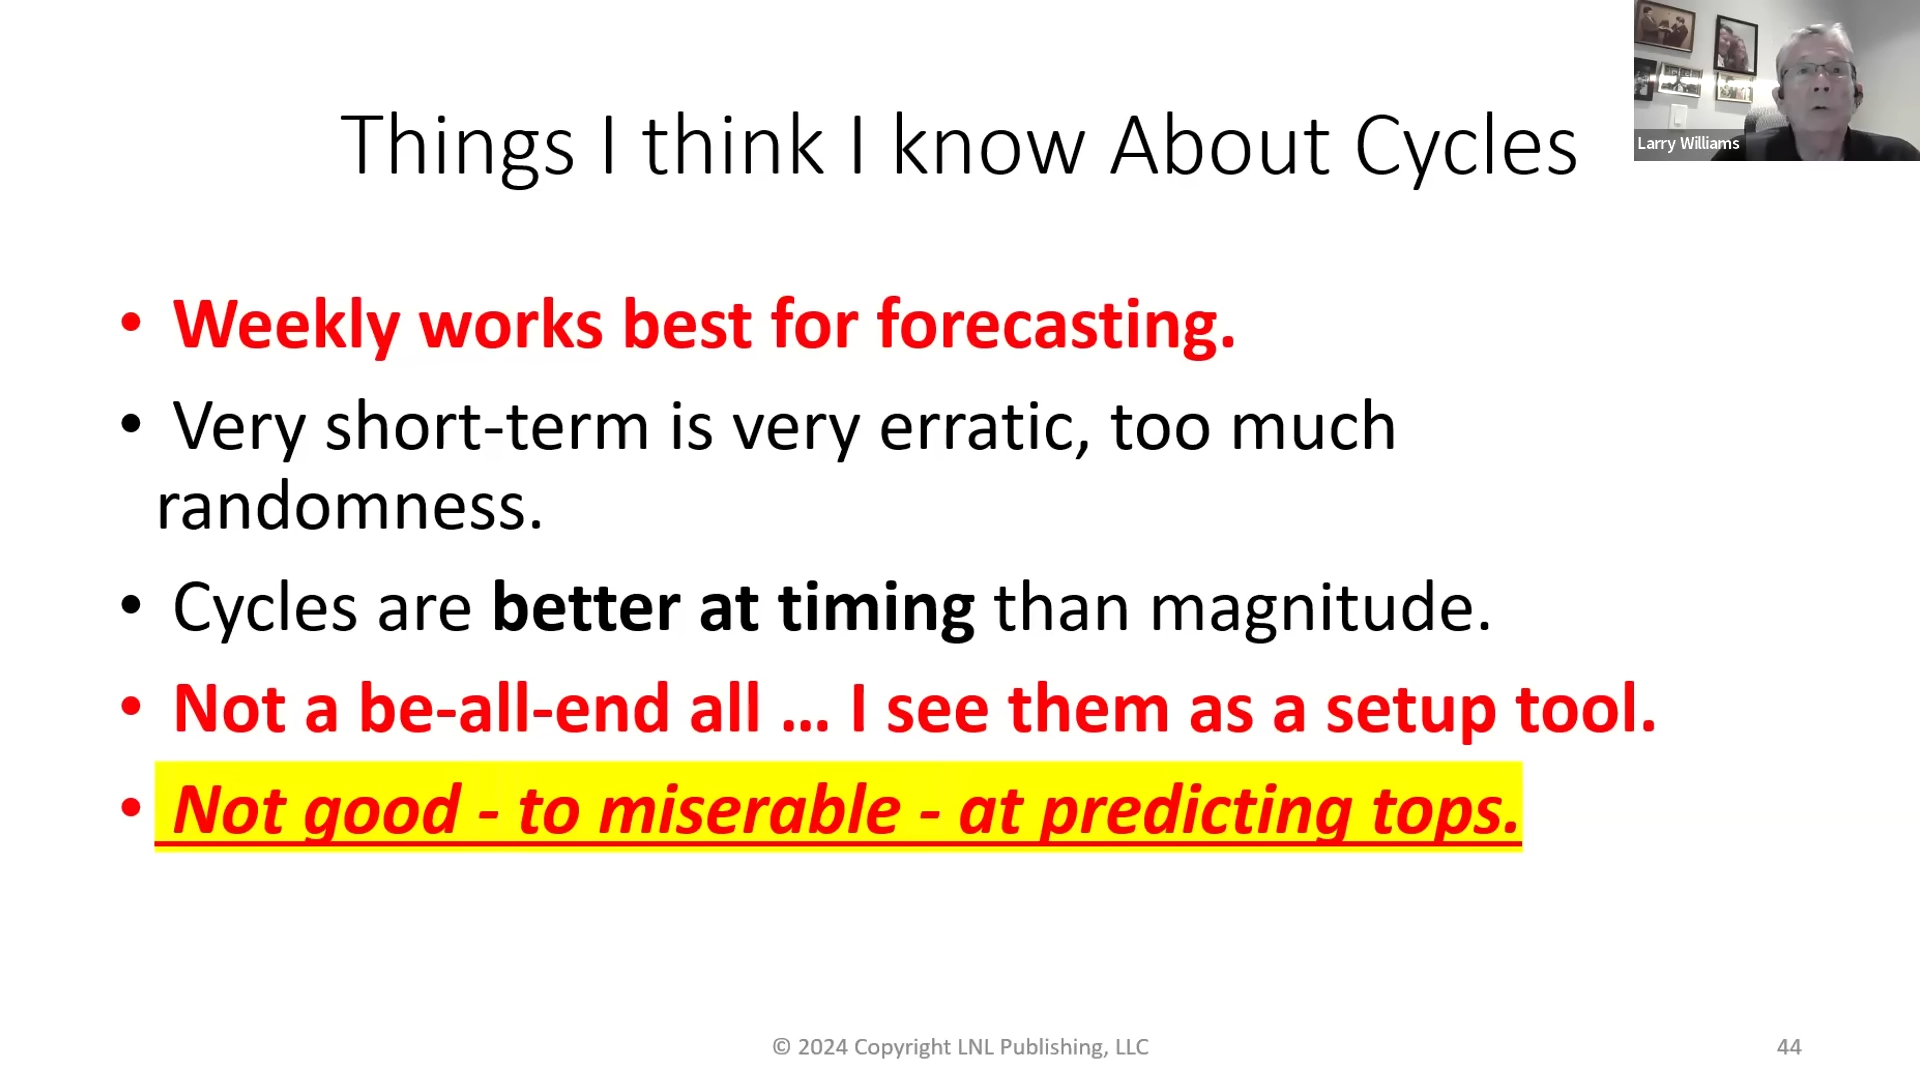 Things I think I know About Cycles
Larry Williams
• Weekly works best for forecasting.
• Very short-term is very erratic, too much
randomness.
• Cycles are better at timing than magnitude.
• Not a be-all-end all ... I see them as a setup tool.
• Not good - to miserable - at predicting tops.
© 2024 Copyright LNL Publishing, LLC
44